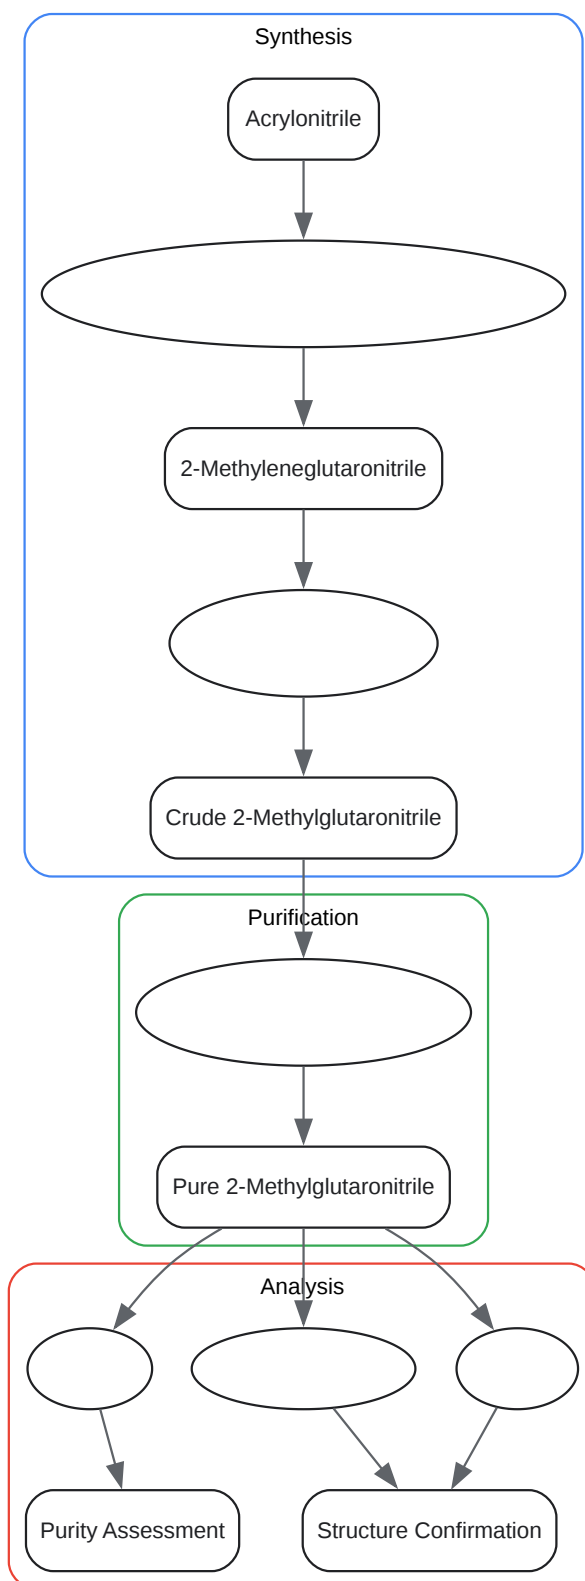 Synthesis
Acrylonitrile
2-Methyleneglutaronitrile
Crude 2-Methylglutaronitrile
Purification
Pure 2-Methylglutaronitrile
Analysis
Purity Assessment
Structure Confirmation